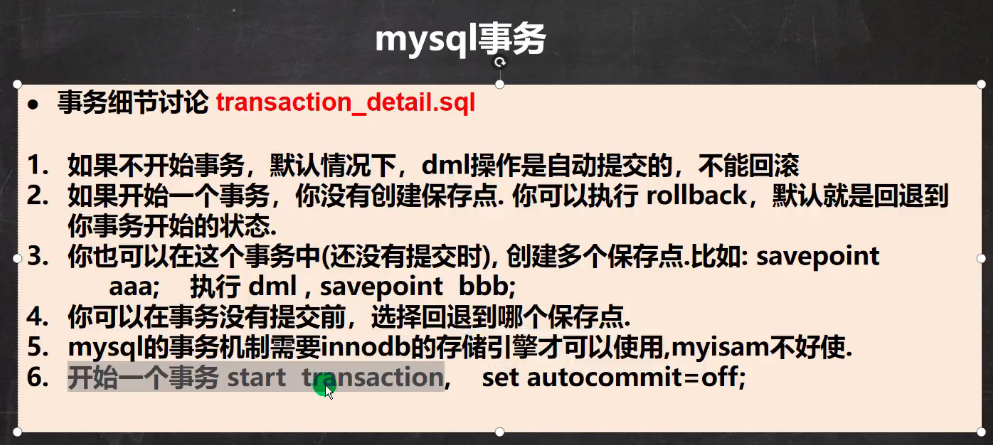 mysql事务
• 事务细节讨论 transaction_detail.sql
1. 如果不开始事务，默认情况下，dml操作是自动提交的，不能回滚
2. 如果开始一个事务，你没有创建保存点. 你可以执行 rollback，默认就是回退到
你事务开始的状态.
3. 你也可以在这个事务中(还没有提交时), 创建多个保存点.比如: savepoint
aaa; 执行 dml , savepoint bbb;
4. 你可以在事务没有提交前，选择回退到哪个保存点.
5. mysql的事务机制需要innodb的存储引擎才可以使用,myisam不好使.
6. 开始一个事务 start transaction, set autocommit=off;